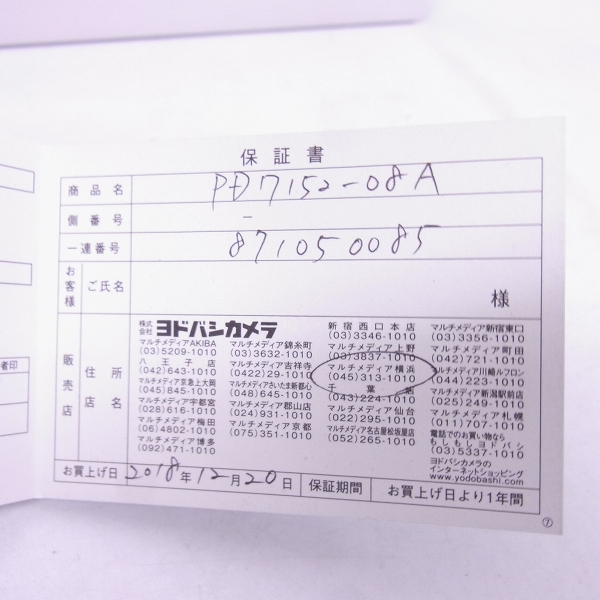 保証書
商品名 PD7152-08A
側番号 -
一連番号 871050085
お客様 ご氏名 様
販売店 住所 店名
株式会社 ヨドバシカメラ
マルチメディアAKIBA
(03)5209-1010
八王子店
(042)643-1010
マルチメディア京急上大岡
(045)845-1010
マルチメディア宇都宮
(028)616-1010
マルチメディア梅田
(06)4802-1010
マルチメディア博多
(092)471-1010
マルチメディア錦糸町
(03)3632-1010
マルチメディア吉祥寺
(0422)29-1010
マルチメディアさいたま新都心
(048)645-1010
マルチメディア郡山店
(024)931-1010
マルチメディア京都
(075)351-1010
新宿西口本店
(03)3346-1010
マルチメディア上野
(03)3837-1010
マルチメディア横浜
(045)313-1010
千葉店
(043)224-1010
マルチメディア仙台
(022)295-1010
マルチメディア名古屋松坂屋店
(052)265-1010
マルチメディア新宿東口
(03)3356-1010
マルチメディア町田
(042)721-1010
マルチメディア川崎ルフロン
(044)223-1010
マルチメディア新潟駅前店
(025)249-1010
マルチメディア札幌
(011)707-1010
電話でのお買い物なら
もしもしヨドバシ
(03)5337-1010
ヨドバシカメラの
インターネットショッピング
www.yodobashi.com
お買上げ日 2018年12月20日 保証期間 お買上げ日より1年間
⑦
者印